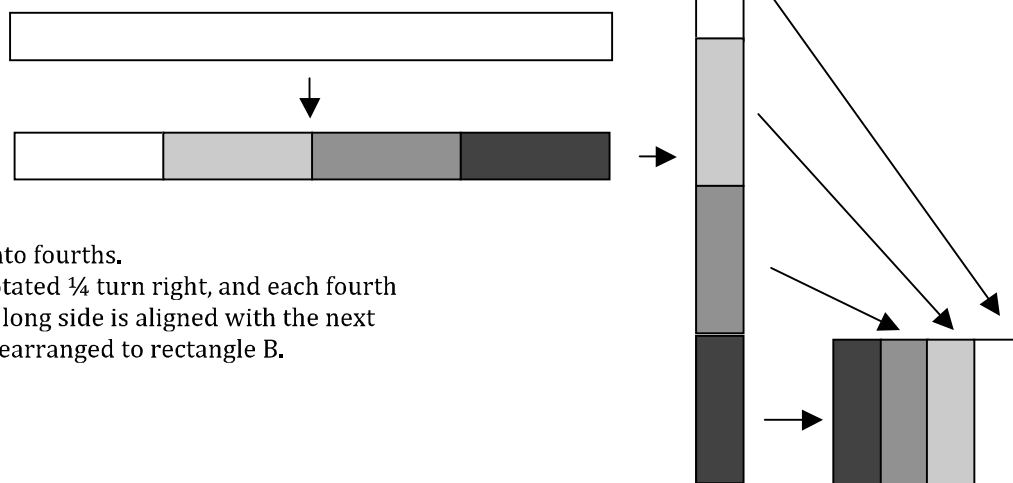 nto fourths.
otated ¼ turn right, and each fourth
long side is aligned with the next
earranged to rectangle B.